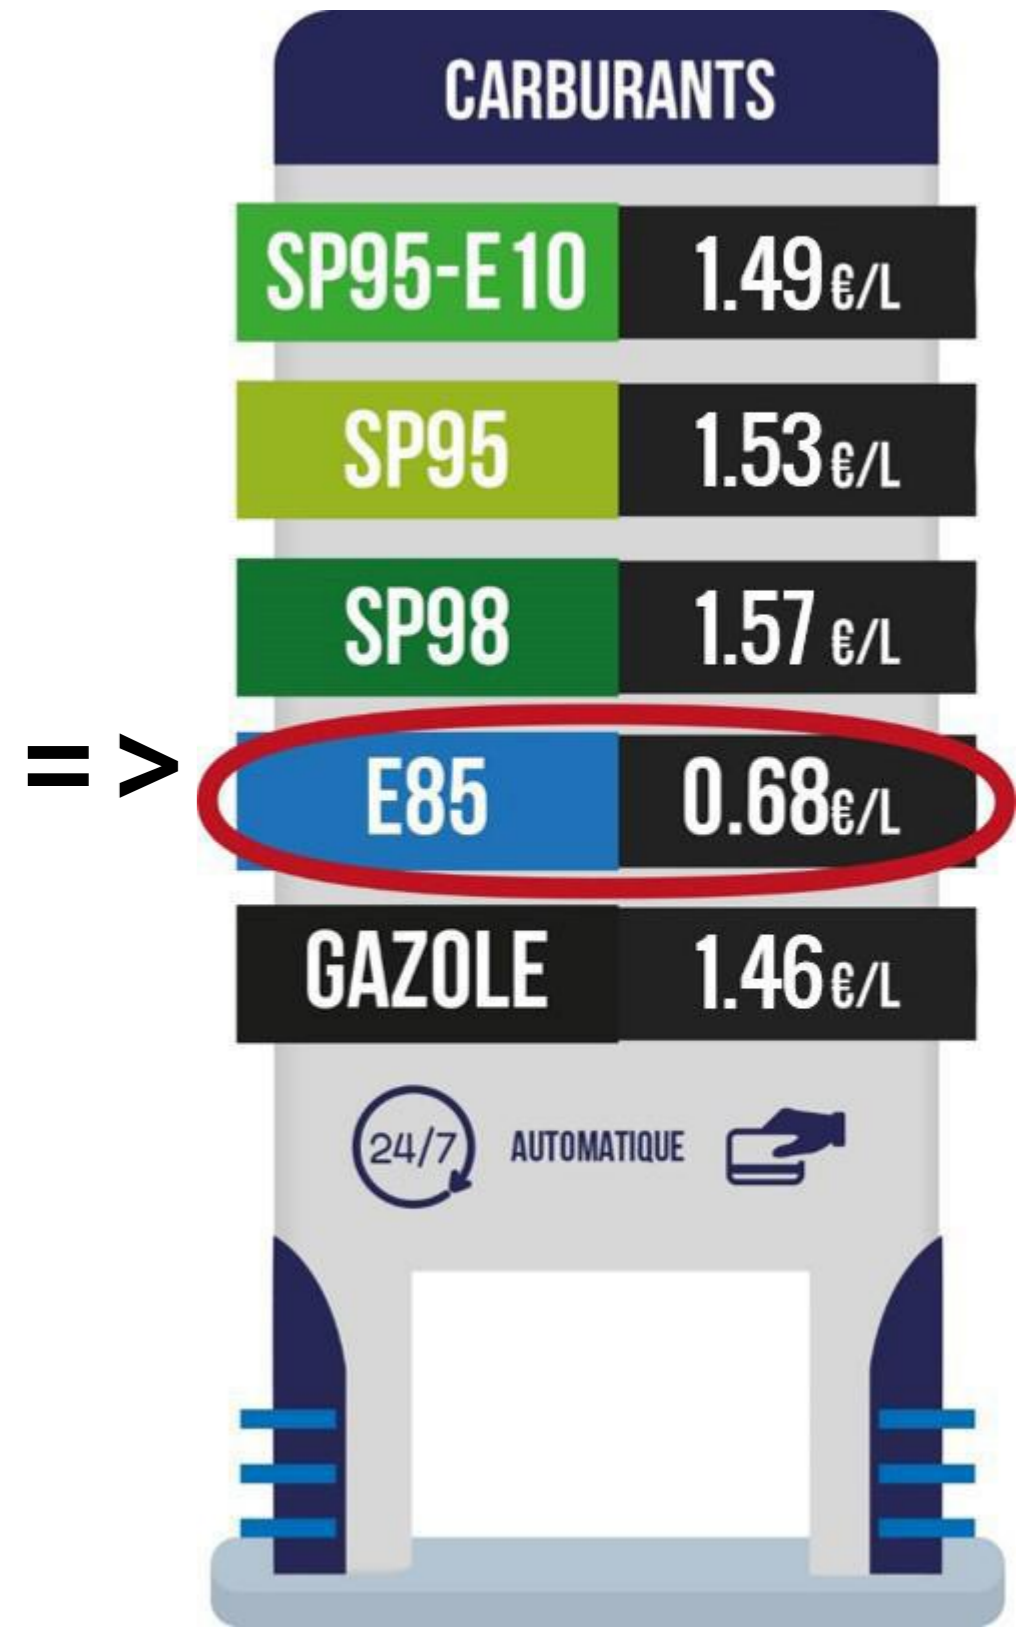 CARBURANTS
SP95-E10 1.49 €/L
SP95 1.53 €/L
SP98 1.57 €/L
= > E85 0.68€/L
GAZOLE 1.46 €/L
24/7 AUTOMATIQUE